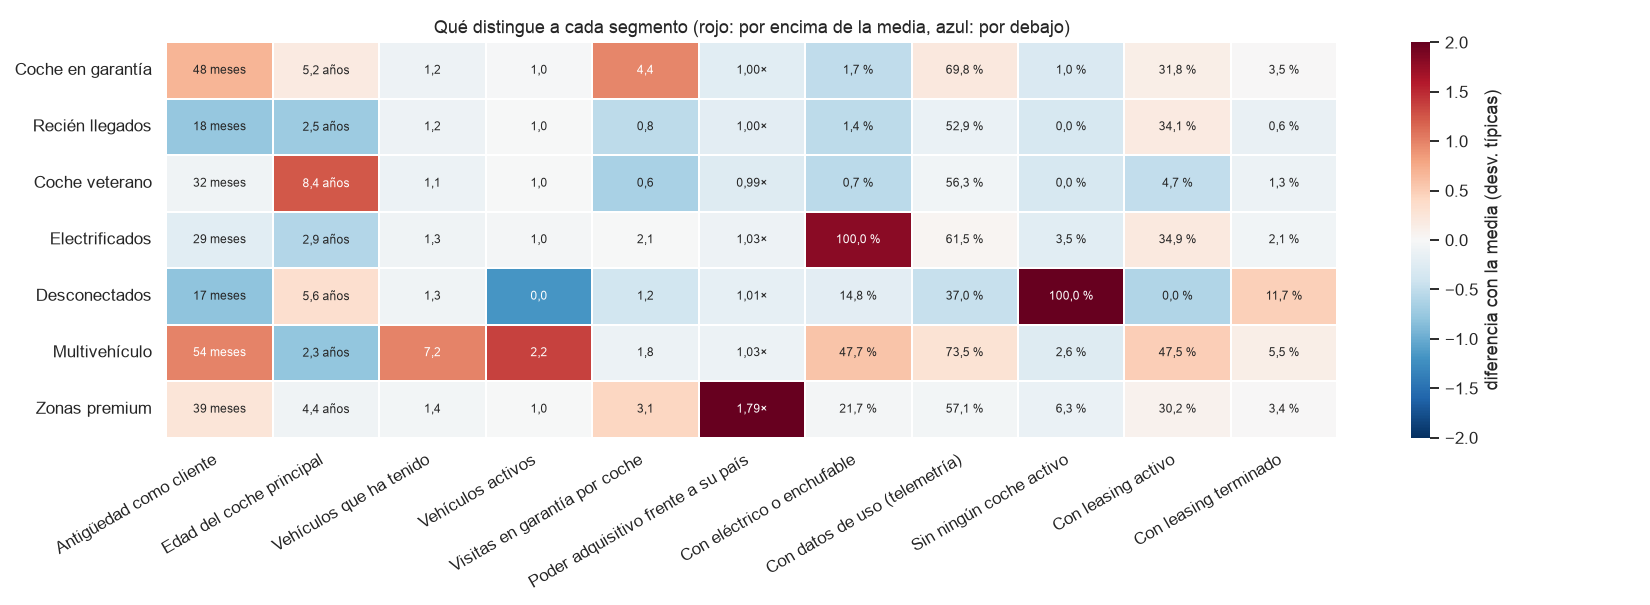 Qué distingue a cada segmento (rojo: por encima de la media, azul: por debajo)
Coche en garantía 48 meses 5,2 años 1,2 1,0 4,4 1,00× 1,7 % 69,8 % 1,0 % 31,8 % 3,5 %
Recién llegados 18 meses 2,5 años 1,2 1,0 0,8 1,00× 1,4 % 52,9 % 0,0 % 34,1 % 0,6 %
Coche veterano 32 meses 8,4 años 1,1 1,0 0,6 0,99× 0,7 % 56,3 % 0,0 % 4,7 % 1,3 %
Electrificados 29 meses 2,9 años 1,3 1,0 2,1 1,03× 100,0 % 61,5 % 3,5 % 34,9 % 2,1 %
Desconectados 17 meses 5,6 años 1,3 0,0 1,2 1,01× 14,8 % 37,0 % 100,0 % 0,0 % 11,7 %
Multivehículo 54 meses 2,3 años 7,2 2,2 1,8 1,03× 47,7 % 73,5 % 2,6 % 47,5 % 5,5 %
Zonas premium 39 meses 4,4 años 1,4 1,0 3,1 1,79× 21,7 % 57,1 % 6,3 % 30,2 % 3,4 %
Antigüedad como cliente
Edad del coche principal
Vehículos que ha tenido
Vehículos activos
Visitas en garantía por coche
Poder adquisitivo frente a su país
Con eléctrico o enchufable
Con datos de uso (telemetría)
Sin ningún coche activo
Con leasing activo
Con leasing terminado
2.0
1.5
1.0
0.5
0.0
−0.5
−1.0
−1.5
−2.0
diferencia con la media (desv. típicas)